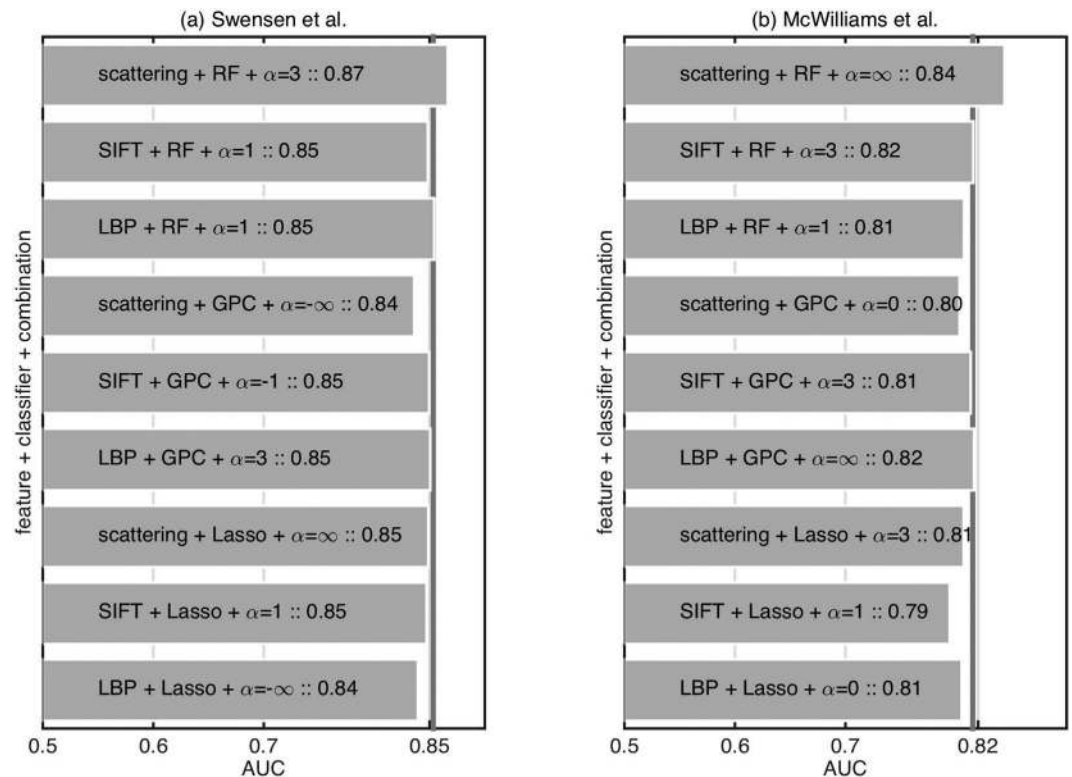 (a) Swensen et al.
feature + classifier + combination
scattering + RF + α=3 :: 0.87
SIFT + RF + α=1 :: 0.85
LBP + RF + α=1 :: 0.85
scattering + GPC + α=-∞ :: 0.84
SIFT + GPC + α=-1 :: 0.85
LBP + GPC + α=3 :: 0.85
scattering + Lasso + α=∞ :: 0.85
SIFT + Lasso + α=1 :: 0.85
LBP + Lasso + α=-∞ :: 0.84
0.5 0.6 0.7 0.85
AUC
(b) McWilliams et al.
feature + classifier + combination
scattering + RF + α=∞ :: 0.84
SIFT + RF + α=3 :: 0.82
LBP + RF + α=1 :: 0.81
scattering + GPC + α=0 :: 0.80
SIFT + GPC + α=3 :: 0.81
LBP + GPC + α=∞ :: 0.82
scattering + Lasso + α=3 :: 0.81
SIFT + Lasso + α=1 :: 0.79
LBP + Lasso + α=0 :: 0.81
0.5 0.6 0.7 0.82
AUC